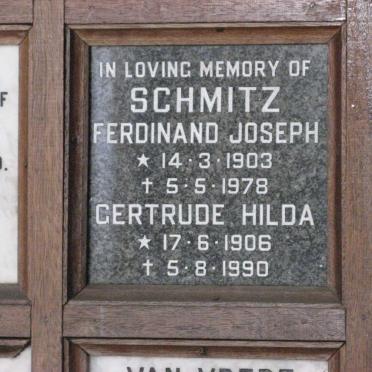 IN LOVING MEMORY OF
SCHMITZ
FERDINAND JOSEPH
★ 14·3·1903
† 5·5·1978
GERTRUDE HILDA
★ 17·6·1906
† 5·8·1990